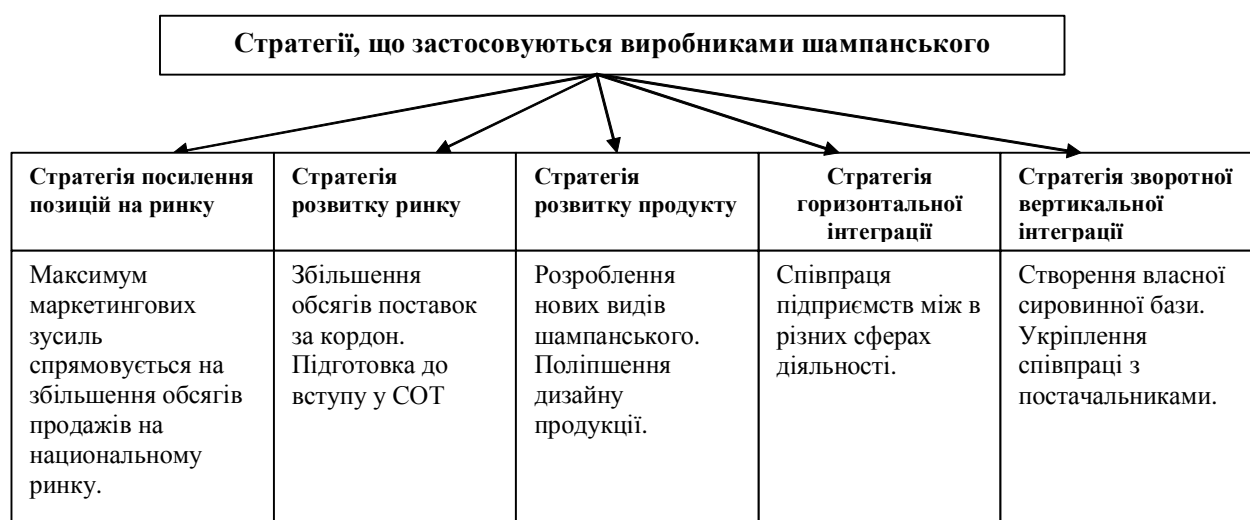 Стратегії, що застосовуються виробниками шампанського
Стратегія посилення
позицій на ринку
Стратегія
розвитку ринку
Стратегія
розвитку продукту
Стратегія
горизонтальної
інтеграції
Стратегія зворотної
вертикальної
інтеграції
Максимум
маркетингових
зусиль
спрямовується на
збільшення обсягів
продажів на
национальному
ринку.
Збільшення
обсягів поставок
за кордон.
Підготовка до
вступу у СОТ
Розроблення
нових видів
шампанського.
Поліпшення
дизайну
продукції.
Співпраця
підприємств між в
різних сферах
діяльності.
Створення власної
сировинної бази.
Укріплення
співпраці з
постачальниками.